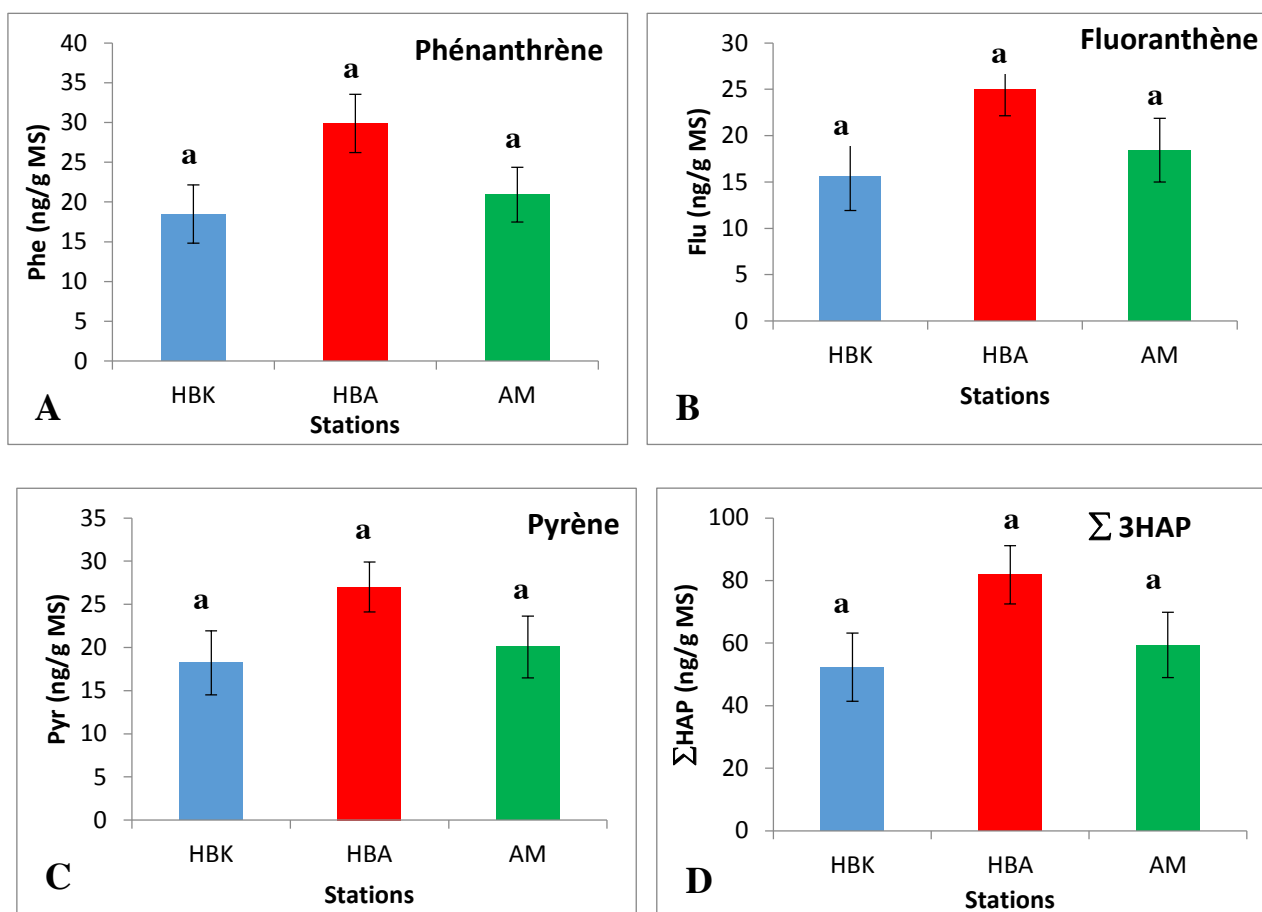 Phénanthrène
Phe (ng/g MS)
40
35
30
25
20
15
10
5
0
a
a
a
HBK
HBA
AM
Stations
A
Fluoranthène
Flu (ng/g MS)
30
25
20
15
10
5
0
a
a
a
HBK
HBA
AM
Stations
B
Pyrène
Pyr (ng/g MS)
35
30
25
20
15
10
5
0
a
a
a
HBK
HBA
AM
Stations
C
∑ 3HAP
∑HAP (ng/g MS)
100
80
60
40
20
0
a
a
a
HBK
HBA
AM
Stations
D